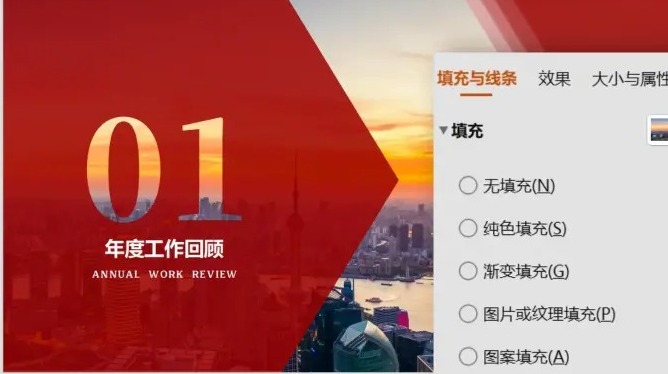 01
年度工作回顾
ANNUAL WORK REVIEW
填充与线条 效果 大小与属性
填充
无填充(N)
纯色填充(S)
渐变填充(G)
图片或纹理填充(P)
图案填充(A)